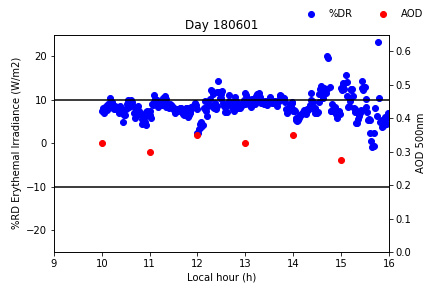 %DR AOD
Day 180601
%RD Erythemal Irradiance (W/m2)
20
10
0
−10
−20
0.6
0.5
0.4
0.3
0.2
0.1
0.0
AOD 500nm
9 10 11 12 13 14 15 16
Local hour (h)